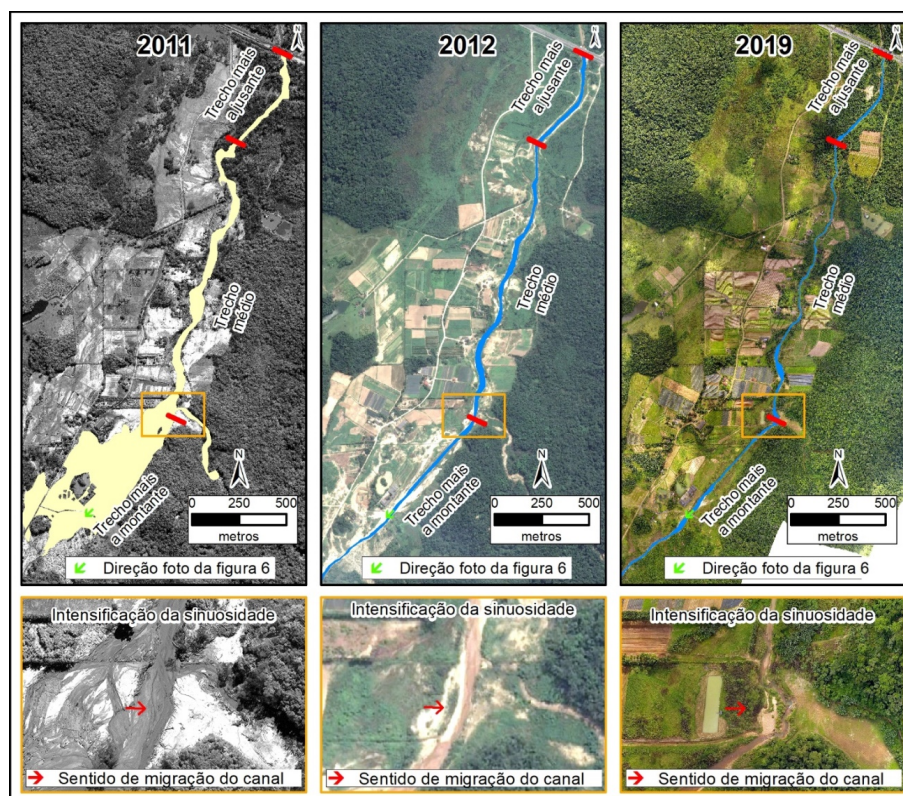 2011
N
Trecho mais
a jusante
Trecho
médio
Trecho mais
a montante
N
0 250 500
metros
Direção foto da figura 6
2012
N
Trecho mais
a jusante
Trecho
médio
Trecho mais
a montante
N
0 250 500
metros
Direção foto da figura 6
2019
N
Trecho mais
a jusante
Trecho
médio
Trecho mais
a montante
N
0 250 500
metros
Direção foto da figura 6
Intensificação da sinuosidade
Sentido de migração do canal
Intensificação da sinuosidade
Sentido de migração do canal
Intensificação da sinuosidade
Sentido de migração do canal